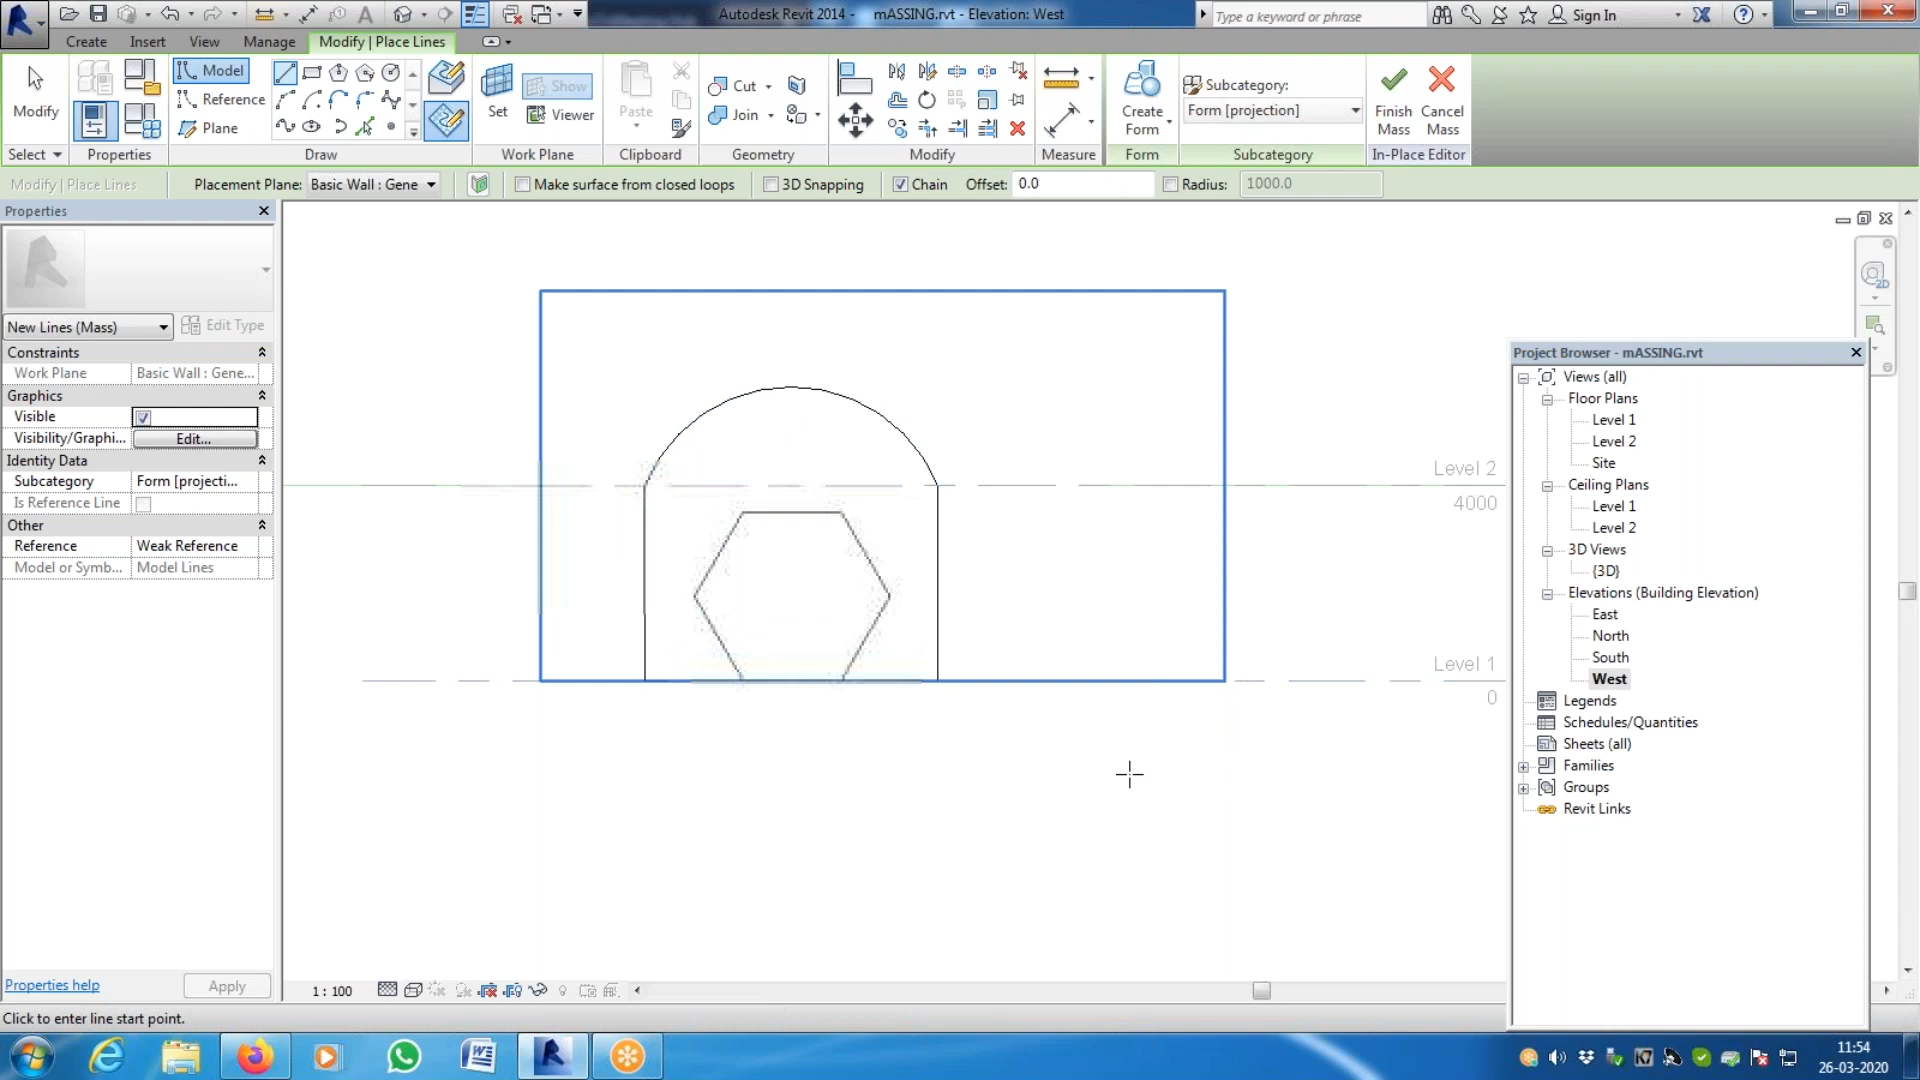 Autodesk Revit 2014 - mASSING.rvt - Elevation: West
Type a keyword or phrase
Sign In
Create Insert View Manage Modify | Place Lines
Modify
Select
Properties
Model
Reference
Plane
Draw
Set
Show
Viewer
Work Plane
Paste
Clipboard
Cut
Join
Geometry
Modify
Measure
Create Form
Form
Subcategory:
Form [projection]
Subcategory
Finish Mass
Cancel Mass
In-Place Editor
Modify | Place Lines Placement Plane: Basic Wall : Gene Make surface from closed loops 3D Snapping Chain Offset: 0.0 Radius: 1000.0
Properties
New Lines (Mass) Edit Type
Constraints
Work Plane Basic Wall : Gene...
Graphics
Visible
Visibility/Graphi... Edit...
Identity Data
Subcategory Form [projecti...
Is Reference Line
Other
Reference Weak Reference
Model or Symb... Model Lines
Properties help Apply
Level 2
4000
Level 1
0
Project Browser - mASSING.rvt
Views (all)
Floor Plans
Level 1
Level 2
Site
Ceiling Plans
Level 1
Level 2
3D Views
{3D}
Elevations (Building Elevation)
East
North
South
West
Legends
Schedules/Quantities
Sheets (all)
Families
Groups
Revit Links
1 : 100
Click to enter line start point.
11:54
26-03-2020